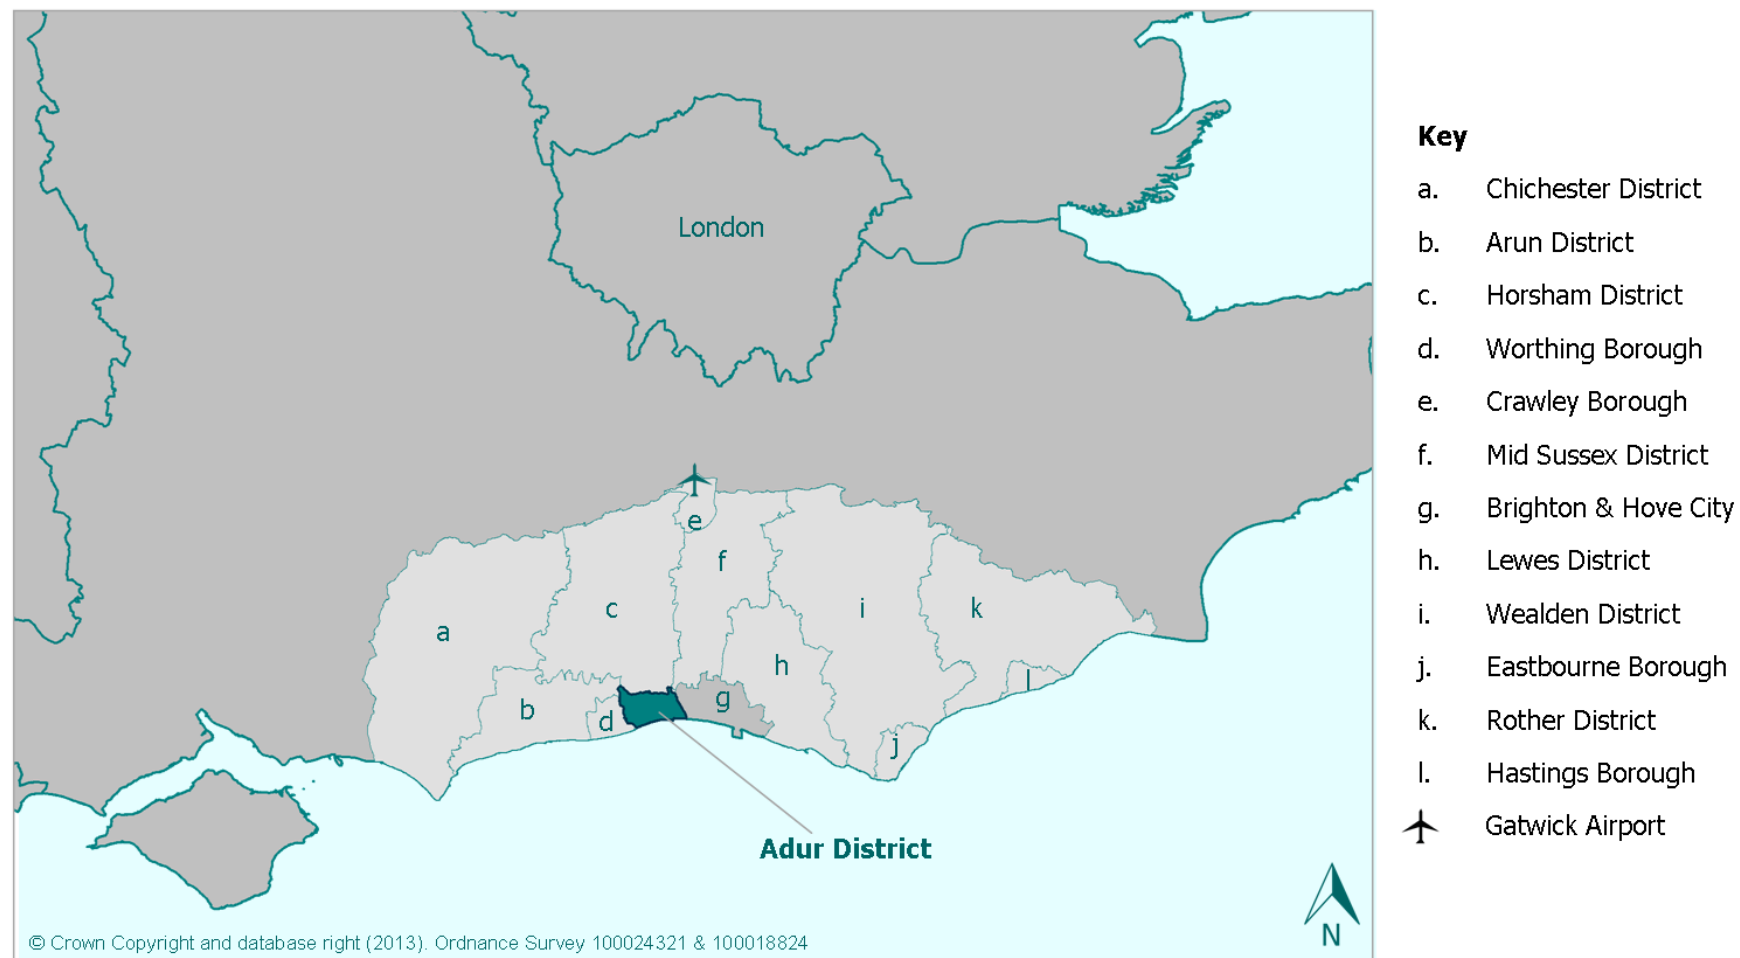 London
e
f
c
i
k
a
h
l
g
b
d
j
Adur District
N
© Crown Copyright and database right (2013). Ordnance Survey 100024321 & 100018824
Key
a. Chichester District
b. Arun District
c. Horsham District
d. Worthing Borough
e. Crawley Borough
f. Mid Sussex District
g. Brighton & Hove City
h. Lewes District
i. Wealden District
j. Eastbourne Borough
k. Rother District
l. Hastings Borough
Gatwick Airport